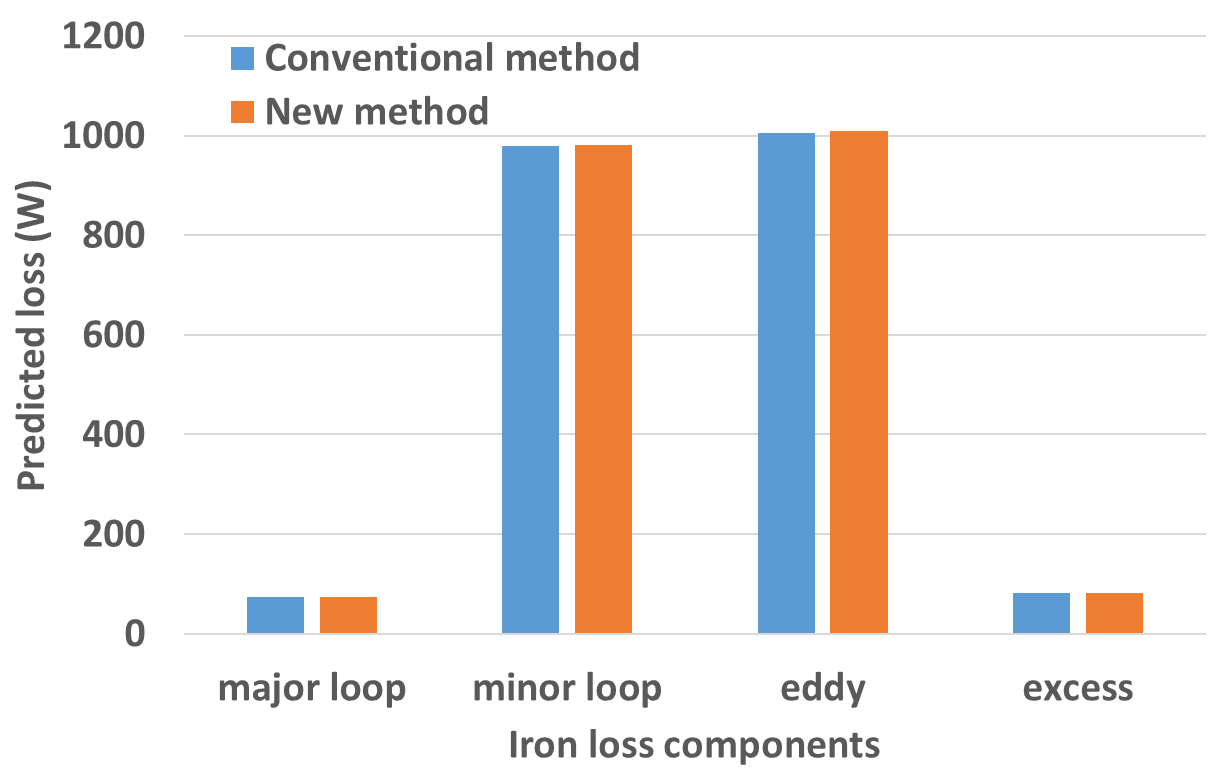 1200
Conventional method
New method
1000
800
600
400
200
0
Predicted loss (W)
major loop minor loop eddy excess
Iron loss components